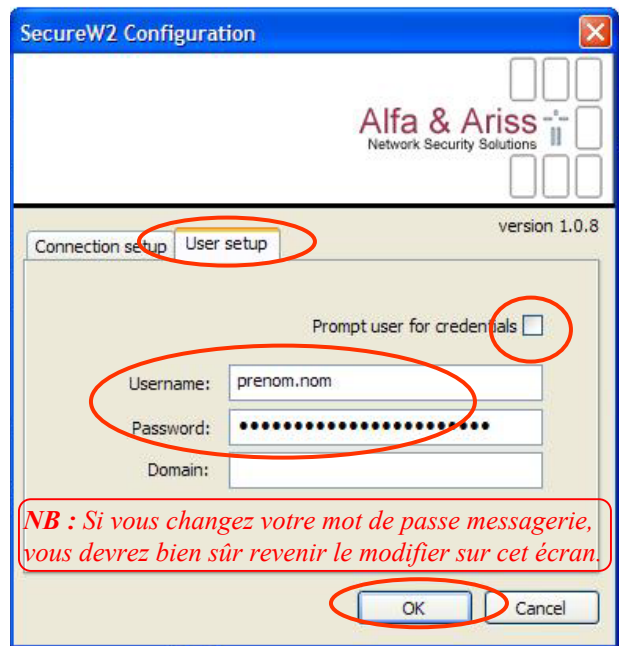 SecureW2 Configuration
Alfa & Ariss
Network Security Solutions
version 1.0.8
Connection setup User setup
Prompt user for credentials
Username: prenom.nom
Password: ●●●●●●●●●●●●●●●●●●●●●●●
Domain:
NB : Si vous changez votre mot de passe messagerie,
vous devrez bien sûr revenir le modifier sur cet écran.
OK Cancel